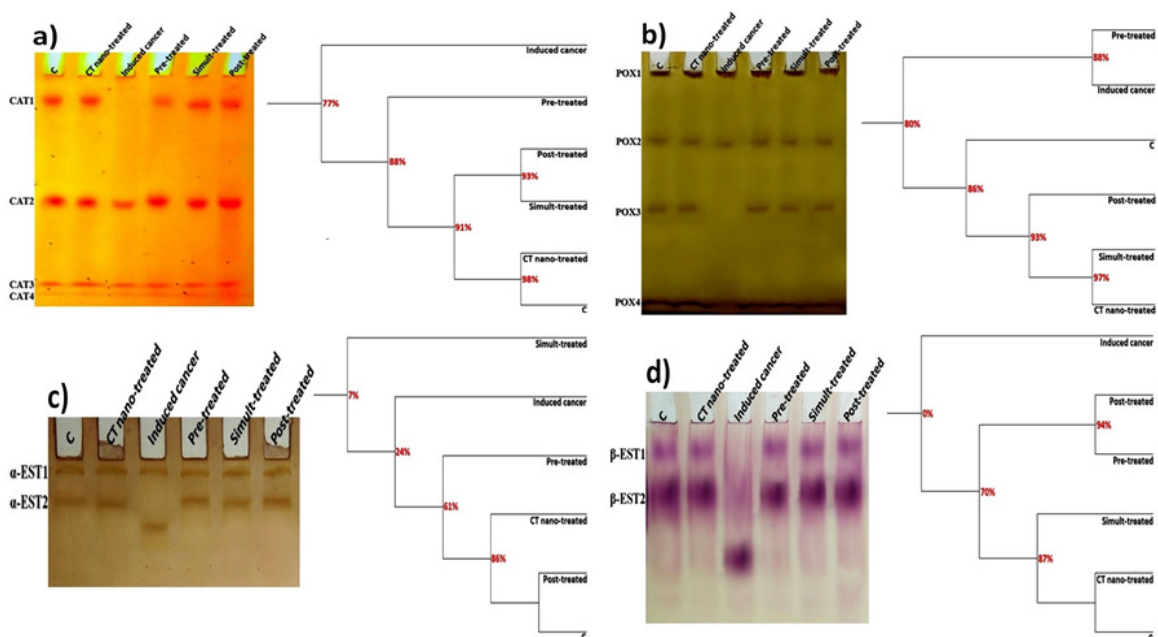 a)
C
CT nano-treated
Induced cancer
Pre-treated
Simult-treated
Post-treated
CAT1
CAT2
CAT3
CAT4
Induced cancer
77%
Pre-treated
88%
Post-treated
93%
Simult-treated
91%
CT nano-treated
98%
C
b)
C
CT nano-treated
Induced cancer
Pre-treated
Simult-treated
Post-treated
POX1
POX2
POX3
POX4
Pre-treated
88%
Induced cancer
80%
C
86%
Post-treated
93%
Simult-treated
97%
CT nano-treated
c)
C
CT nano-treated
Induced cancer
Pre-treated
Simult-treated
Post-treated
α-EST1
α-EST2
Simult-treated
7%
Induced cancer
24%
Pre-treated
61%
CT nano-treated
86%
Post-treated
d)
C
CT nano-treated
Induced cancer
Pre-treated
Simult-treated
Post-treated
β-EST1
β-EST2
Induced cancer
0%
Post-treated
94%
Pre-treated
70%
Simult-treated
87%
CT nano-treated